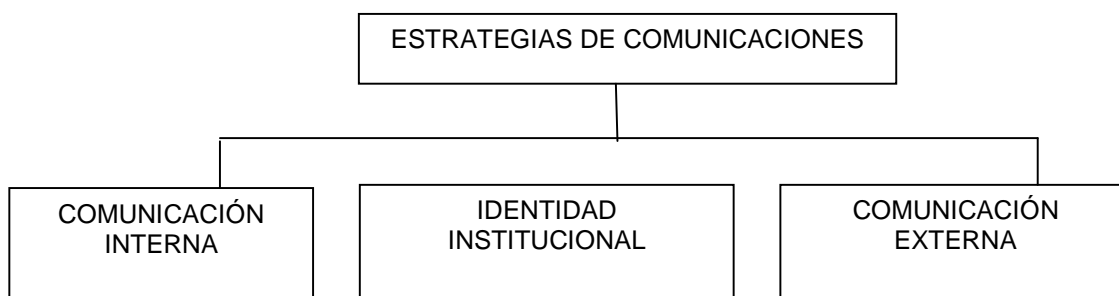 ESTRATEGIAS DE COMUNICACIONES
COMUNICACIÓN
INTERNA
IDENTIDAD
INSTITUCIONAL
COMUNICACIÓN
EXTERNA